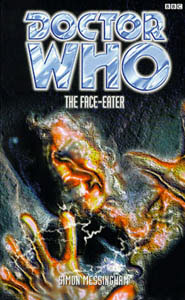 BBC
DOCTOR
WHO
THE FACE-EATER
SIMON MESSINGHAM